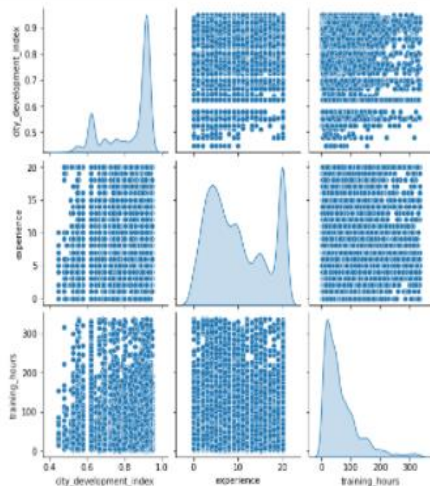 city_development_index
0.9
0.8
0.7
0.6
0.5
experience
20
15
10
5
0
training_hours
300
200
100
0
0.4 0.6 0.8 1.0
city_development_index
0 10 20
experience
0 100 200 300
training_hours